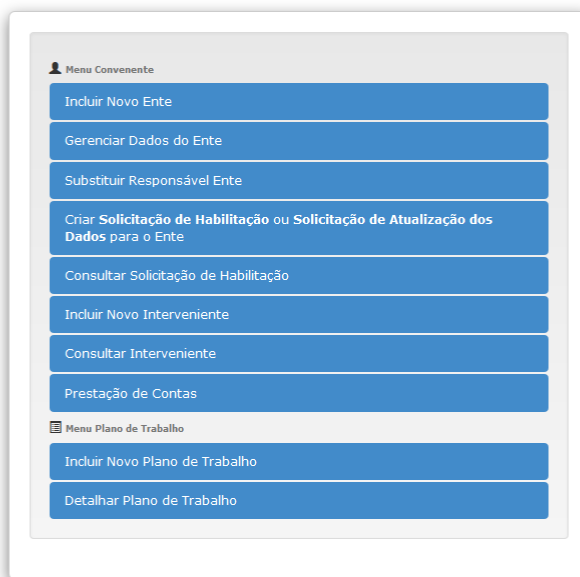 Menu Convenente
Incluir Novo Ente
Gerenciar Dados do Ente
Substituir Responsável Ente
Criar Solicitação de Habilitação ou Solicitação de Atualização dos
Dados para o Ente
Consultar Solicitação de Habilitação
Incluir Novo Interveniente
Consultar Interveniente
Prestação de Contas
Menu Plano de Trabalho
Incluir Novo Plano de Trabalho
Detalhar Plano de Trabalho